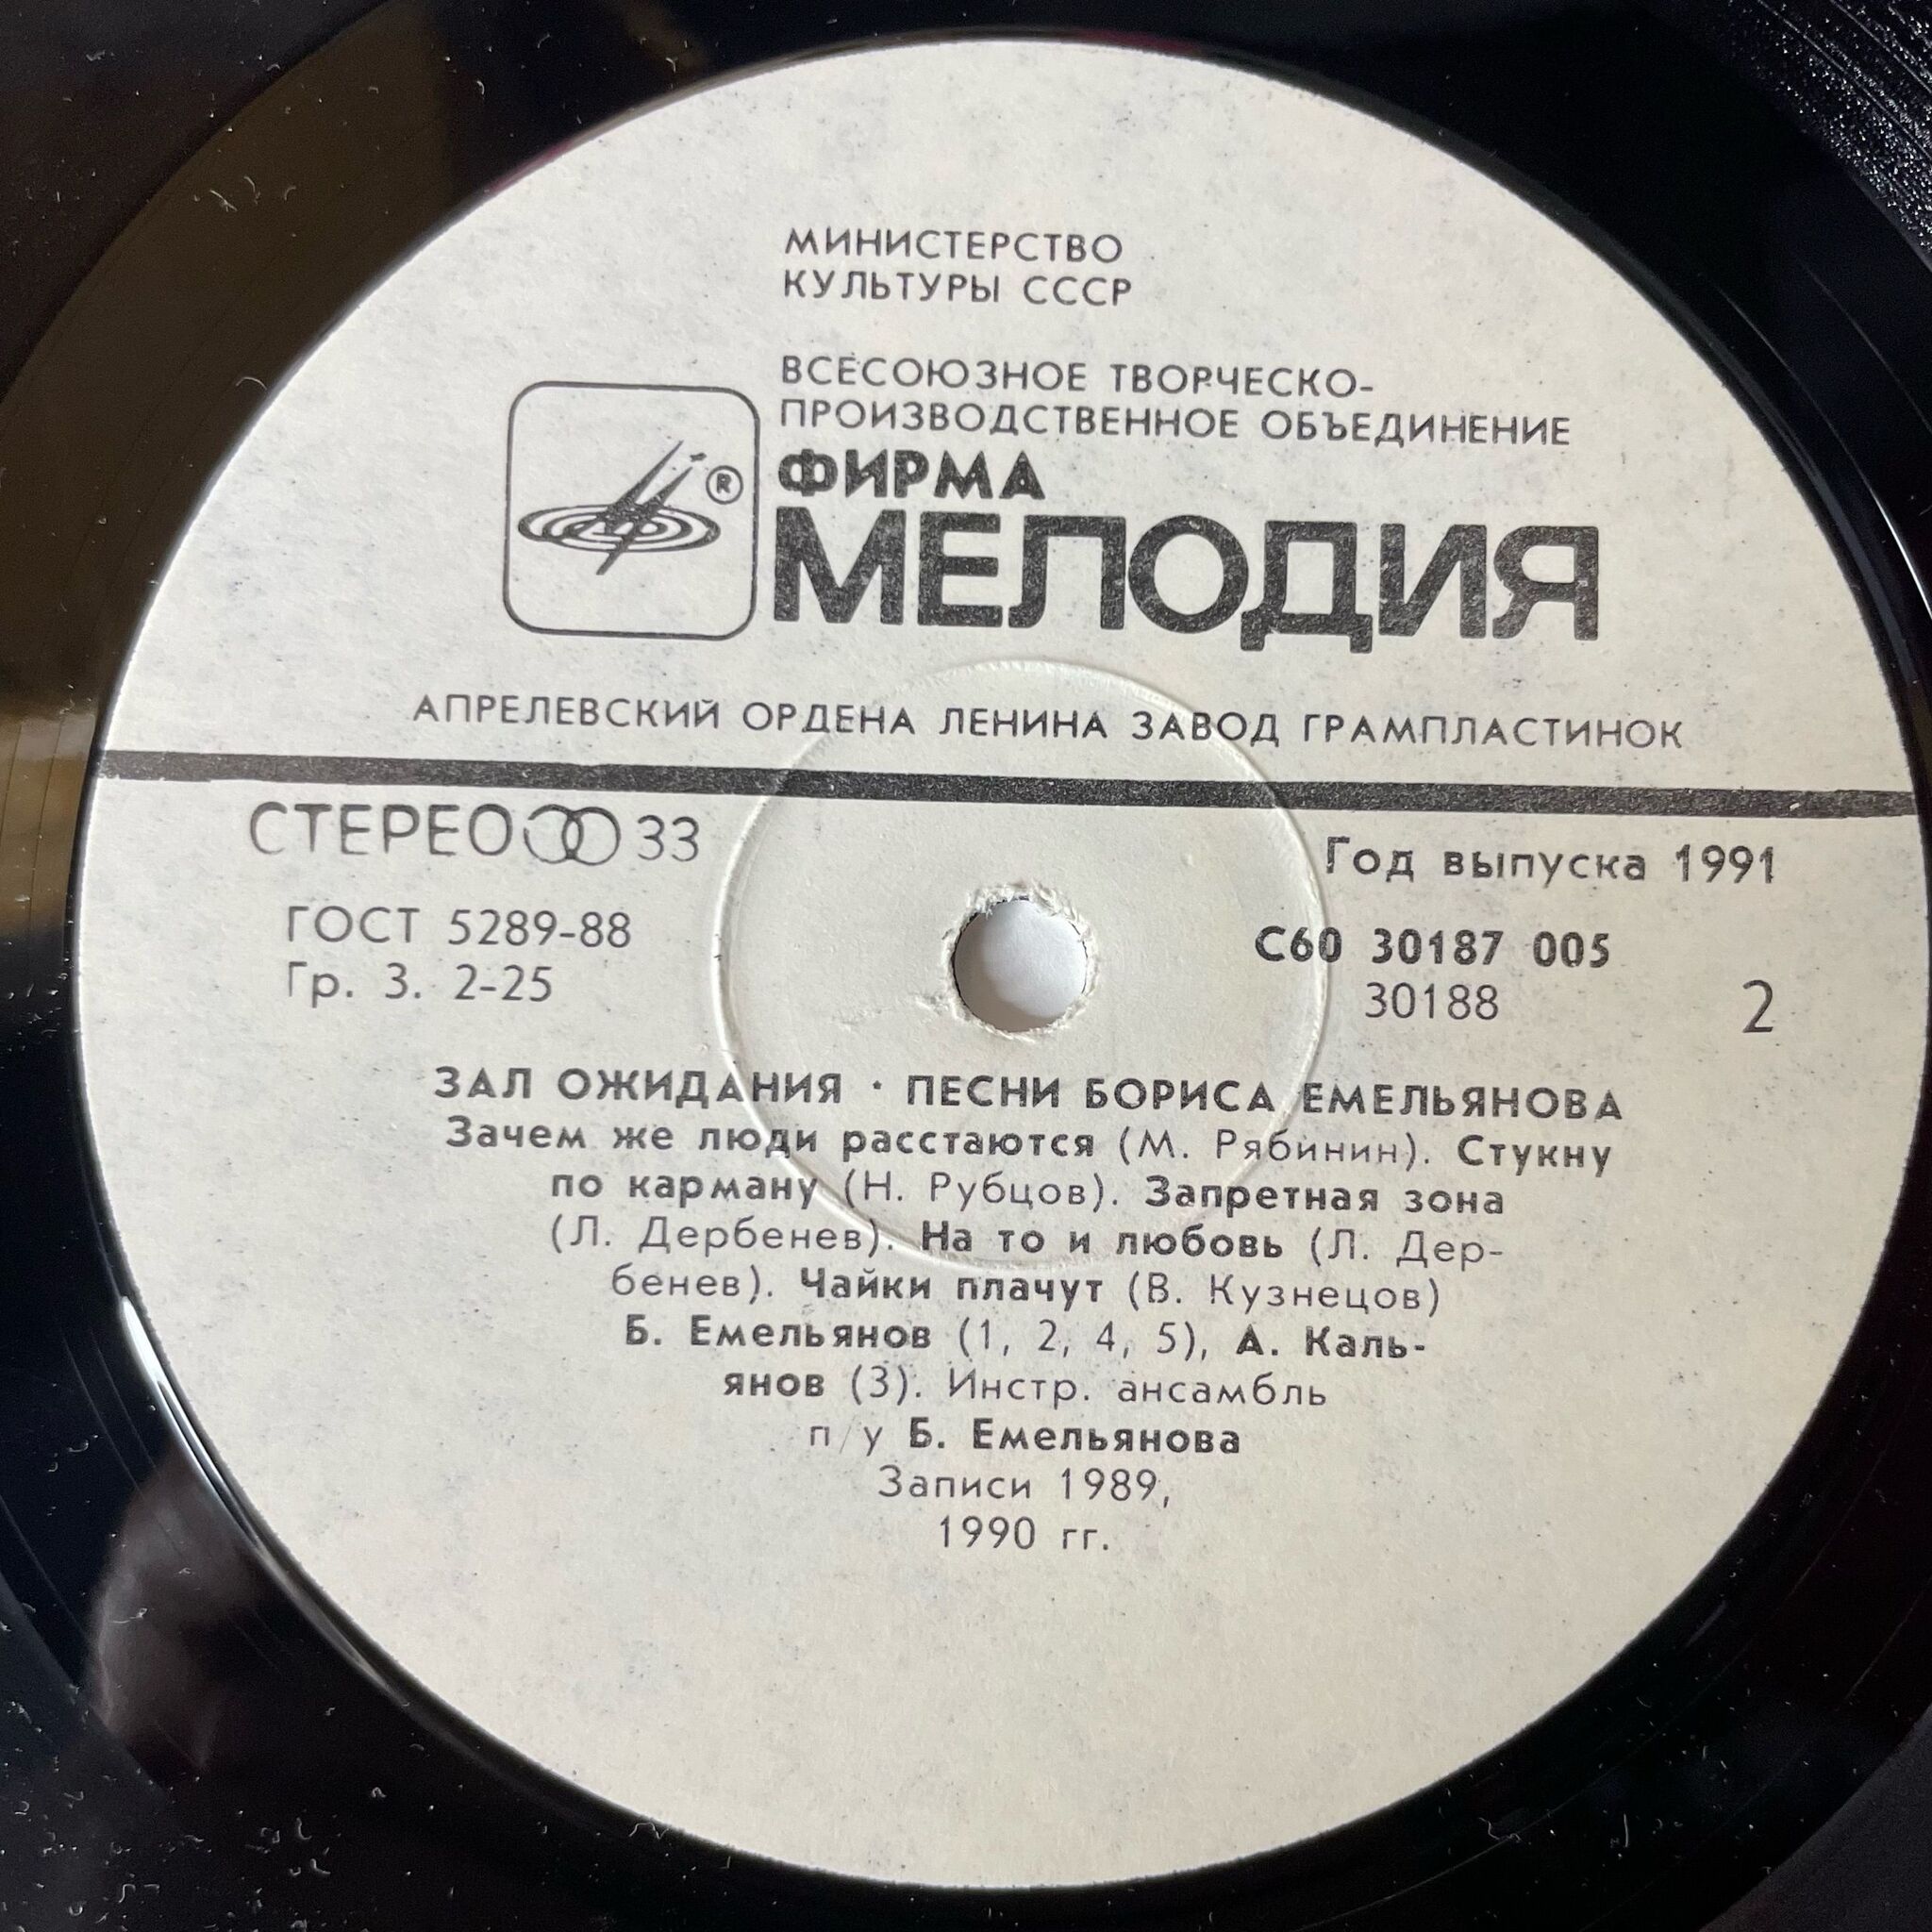 МИНИСТЕРСТВО
КУЛЬТУРЫ СССР
ВСЕСОЮЗНОЕ ТВОРЧЕСКО-
ПРОИЗВОДСТВЕННОЕ ОБЪЕДИНЕНИЕ
ФИРМА
®
МЕЛОДИЯ
АПРЕЛЕВСКИЙ ОРДЕНА ЛЕНИНА ЗАВОД ГРАМПЛАСТИНОК
СТЕРЕО 33
Год выпуска 1991
ГОСТ 5289-88
С60 30187 005
Гр. 3. 2-25
30188
2
ЗАЛ ОЖИДАНИЯ · ПЕСНИ БОРИСА ЕМЕЛЬЯНОВА
Зачем же люди расстаются (М. Рябинин). Стукну
по карману (Н. Рубцов). Запретная зона
(Л. Дербенев). На то и любовь (Л. Дер-
бенев). Чайки плачут (В. Кузнецов)
Б. Емельянов (1, 2, 4, 5), А. Каль-
янов (3). Инстр. ансамбль
п/у Б. Емельянова
Записи 1989,
1990 гг.